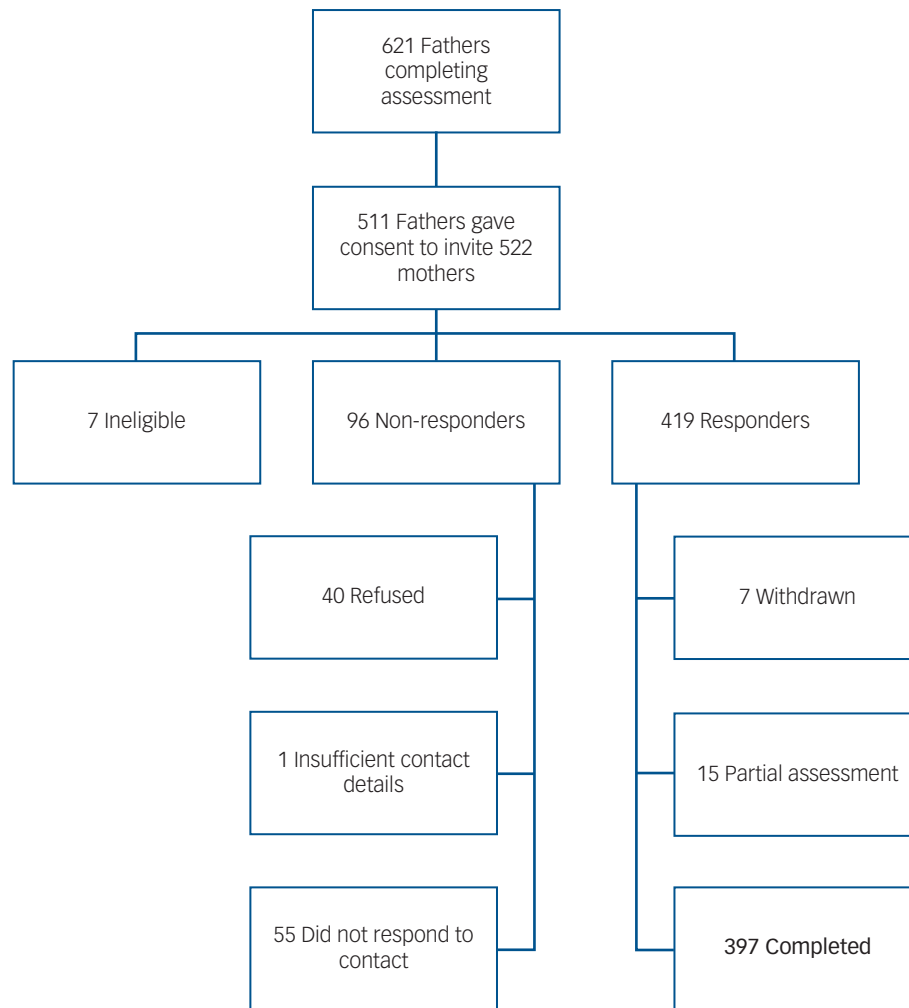 621 Fathers
completing
assessment
511 Fathers gave
consent to invite 522
mothers
7 Ineligible
96 Non-responders
419 Responders
40 Refused
7 Withdrawn
1 Insufficient contact
details
15 Partial assessment
55 Did not respond to
contact
397 Completed